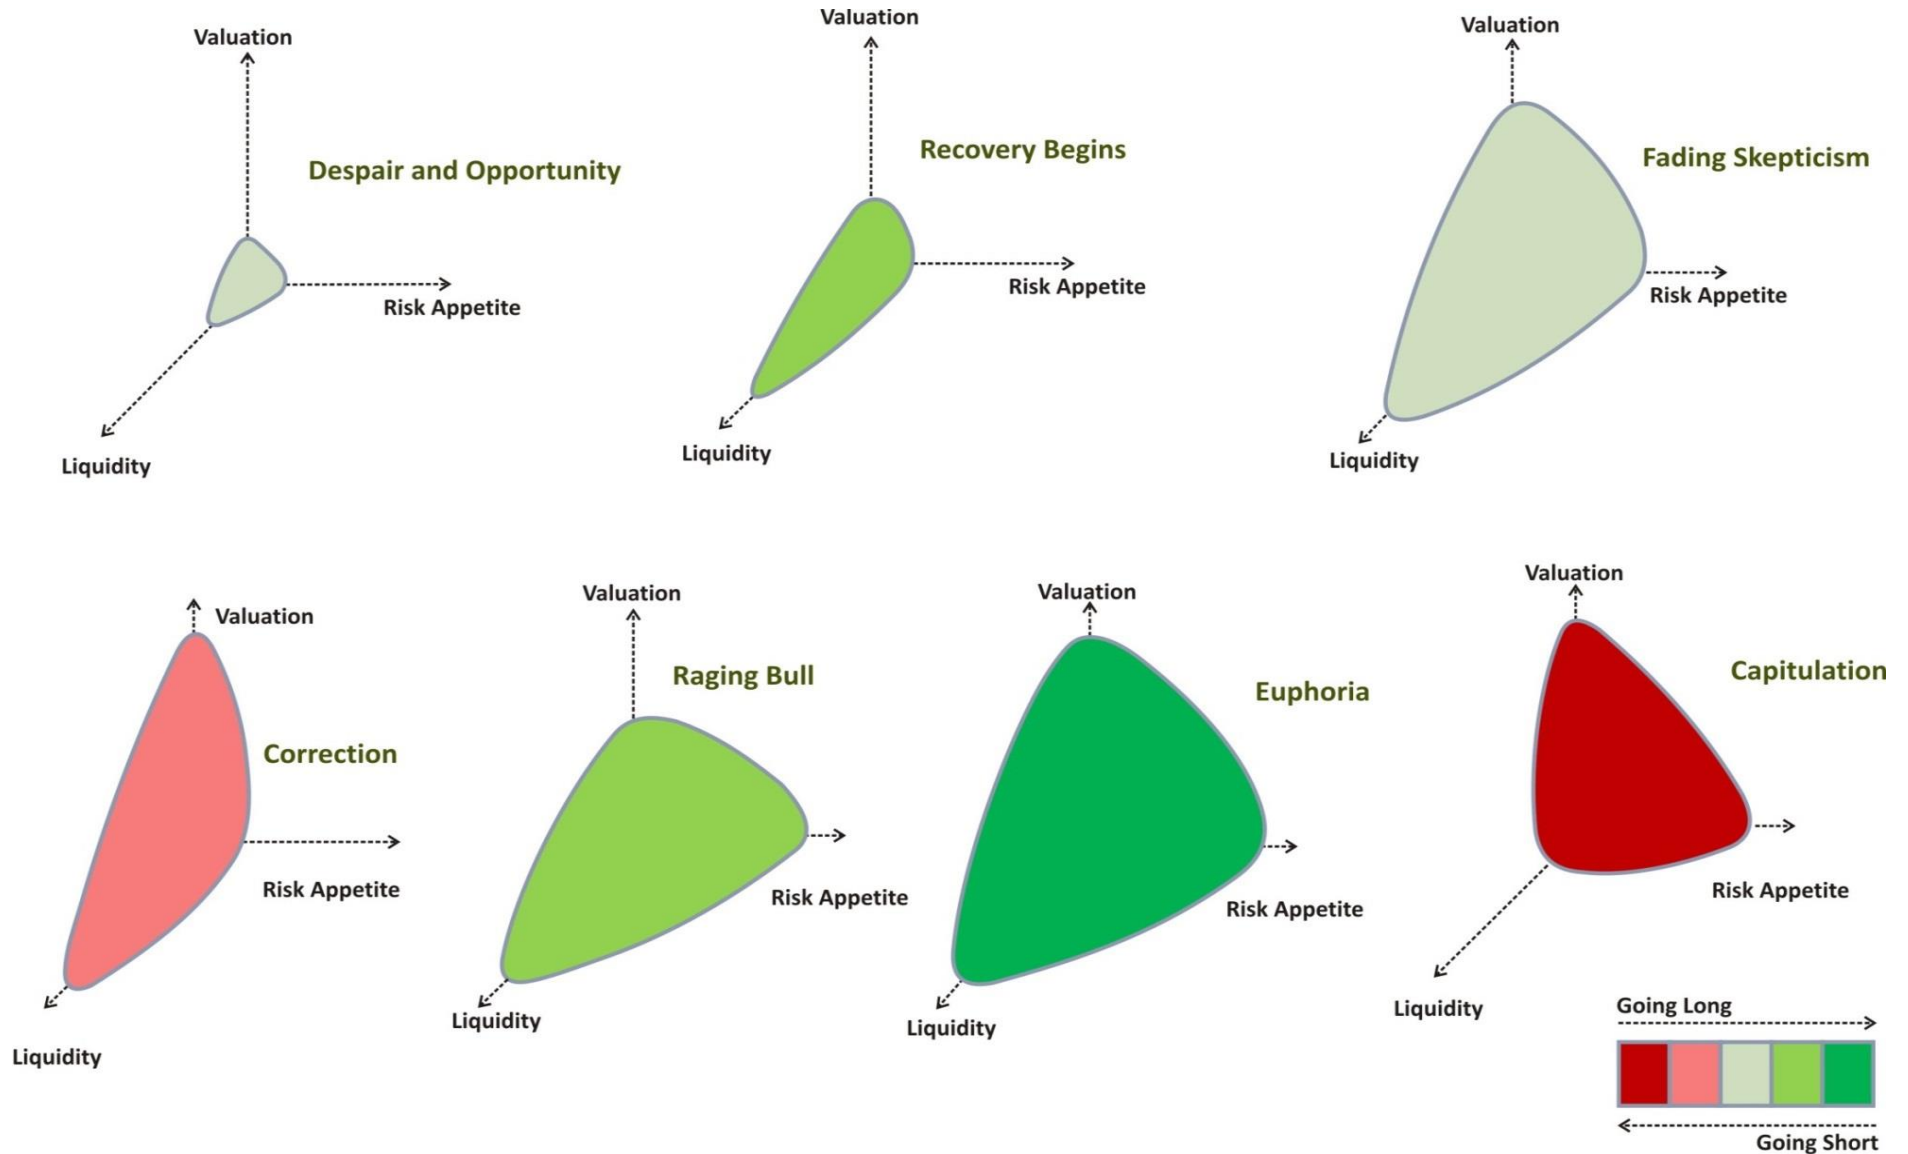 Valuation
Despair and Opportunity
Risk Appetite
Liquidity
Valuation
Recovery Begins
Risk Appetite
Liquidity
Valuation
Fading Skepticism
Risk Appetite
Liquidity
Valuation
Correction
Risk Appetite
Liquidity
Valuation
Raging Bull
Risk Appetite
Liquidity
Valuation
Euphoria
Risk Appetite
Liquidity
Valuation
Capitulation
Risk Appetite
Liquidity
Going Long
Going Short